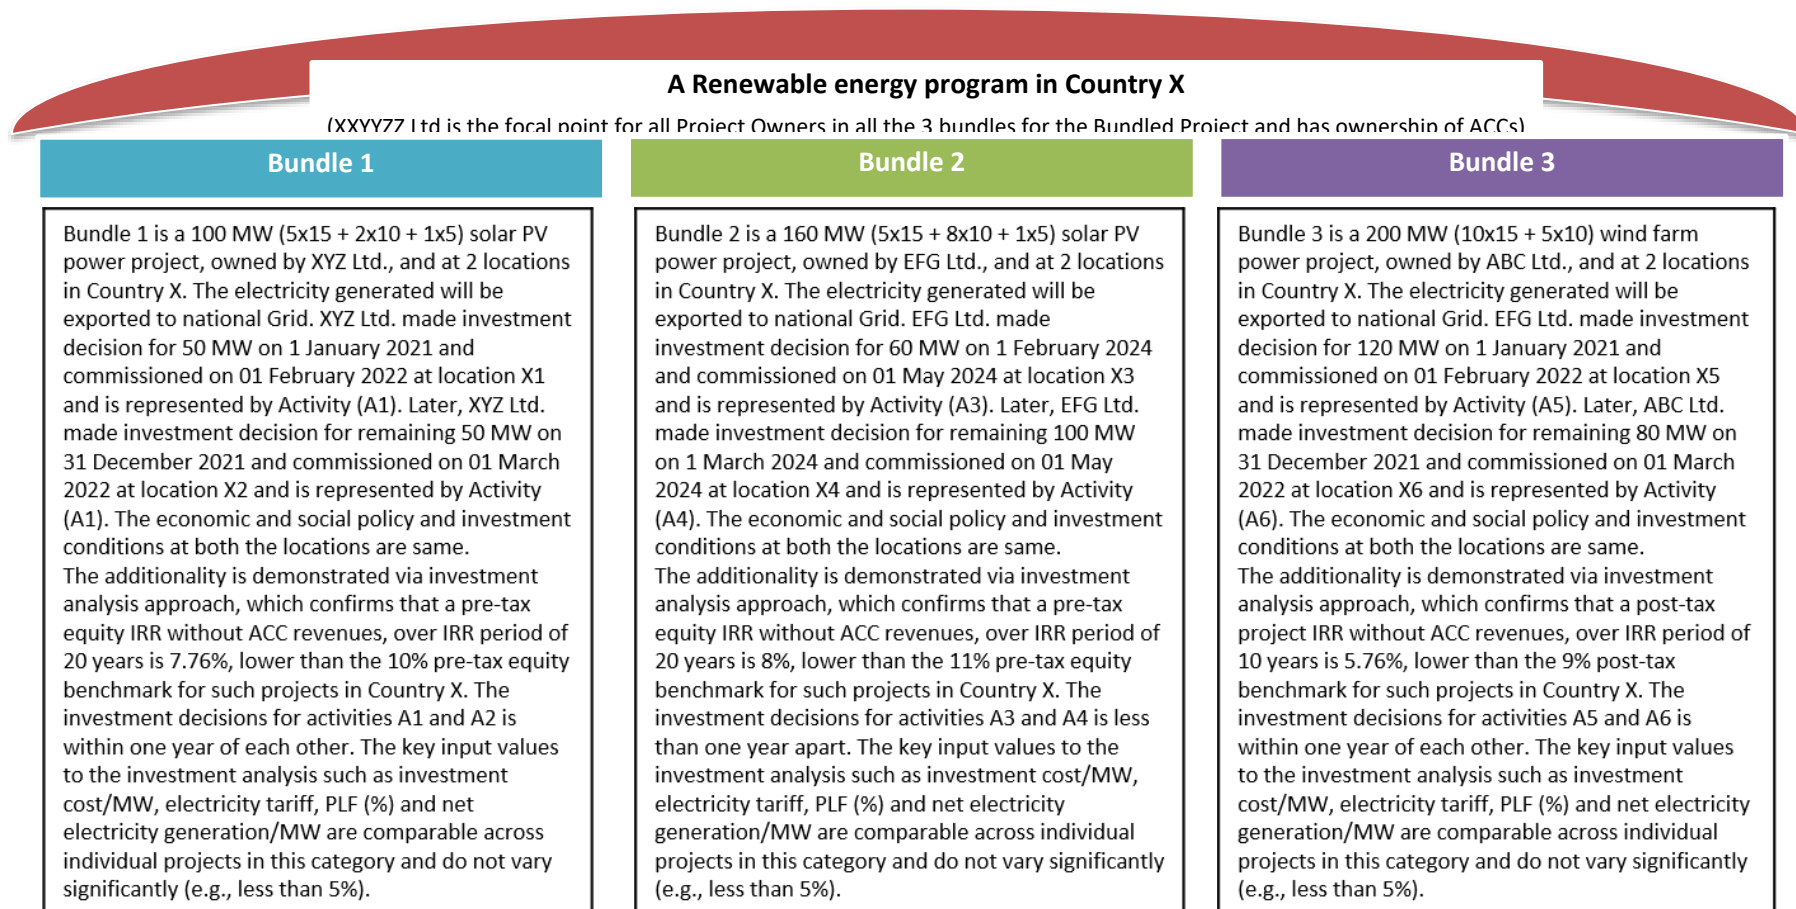 A Renewable energy program in Country X
(XXYYZZ Ltd is the focal point for all Project Owners in all the 3 bundles for the Bundled Project and has ownership of ACCs)
Bundle 1
Bundle 1 is a 100 MW (5x15 + 2x10 + 1x5) solar PV
power project, owned by XYZ Ltd., and at 2 locations
in Country X. The electricity generated will be
exported to national Grid. XYZ Ltd. made investment
decision for 50 MW on 1 January 2021 and
commissioned on 01 February 2022 at location X1
and is represented by Activity (A1). Later, XYZ Ltd.
made investment decision for remaining 50 MW on
31 December 2021 and commissioned on 01 March
2022 at location X2 and is represented by Activity
(A1). The economic and social policy and investment
conditions at both the locations are same.
The additionality is demonstrated via investment
analysis approach, which confirms that a pre-tax
equity IRR without ACC revenues, over IRR period of
20 years is 7.76%, lower than the 10% pre-tax equity
benchmark for such projects in Country X. The
investment decisions for activities A1 and A2 is
within one year of each other. The key input values
to the investment analysis such as investment
cost/MW, electricity tariff, PLF (%) and net
electricity generation/MW are comparable across
individual projects in this category and do not vary
significantly (e.g., less than 5%).
Bundle 2
Bundle 2 is a 160 MW (5x15 + 8x10 + 1x5) solar PV
power project, owned by EFG Ltd., and at 2 locations
in Country X. The electricity generated will be
exported to national Grid. EFG Ltd. made
investment decision for 60 MW on 1 February 2024
and commissioned on 01 May 2024 at location X3
and is represented by Activity (A3). Later, EFG Ltd.
made investment decision for remaining 100 MW
on 1 March 2024 and commissioned on 01 May
2024 at location X4 and is represented by Activity
(A4). The economic and social policy and investment
conditions at both the locations are same.
The additionality is demonstrated via investment
analysis approach, which confirms that a pre-tax
equity IRR without ACC revenues, over IRR period of
20 years is 8%, lower than the 11% pre-tax equity
benchmark for such projects in Country X. The
investment decisions for activities A3 and A4 is less
than one year apart. The key input values to the
investment analysis such as investment cost/MW,
electricity tariff, PLF (%) and net electricity
generation/MW are comparable across individual
projects in this category and do not vary significantly
(e.g., less than 5%).
Bundle 3
Bundle 3 is a 200 MW (10x15 + 5x10) wind farm
power project, owned by ABC Ltd., and at 2 locations
in Country X. The electricity generated will be
exported to national Grid. EFG Ltd. made investment
decision for 120 MW on 1 January 2021 and
commissioned on 01 February 2022 at location X5
and is represented by Activity (A5). Later, ABC Ltd.
made investment decision for remaining 80 MW on
31 December 2021 and commissioned on 01 March
2022 at location X6 and is represented by Activity
(A6). The economic and social policy and investment
conditions at both the locations are same.
The additionality is demonstrated via investment
analysis approach, which confirms that a post-tax
project IRR without ACC revenues, over IRR period of
10 years is 5.76%, lower than the 9% post-tax
benchmark for such projects in Country X. The
investment decisions for activities A5 and A6 is
within one year of each other. The key input values
to the investment analysis such as investment
cost/MW, electricity tariff, PLF (%) and net electricity
generation/MW are comparable across individual
projects in this category and do not vary significantly
(e.g., less than 5%).